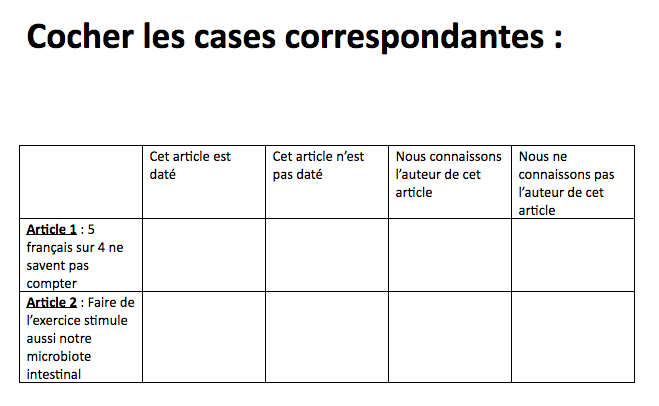 Cocher les cases correspondantes :
Cet article est
daté
Cet article n’est
pas daté
Nous connaissons
l’auteur de cet
article
Nous ne
connaissons pas
l’auteur de cet
article
Article 1 : 5
français sur 4 ne
savent pas
compter
Article 2 : Faire de
l’exercice stimule
aussi notre
microbiote
intestinal